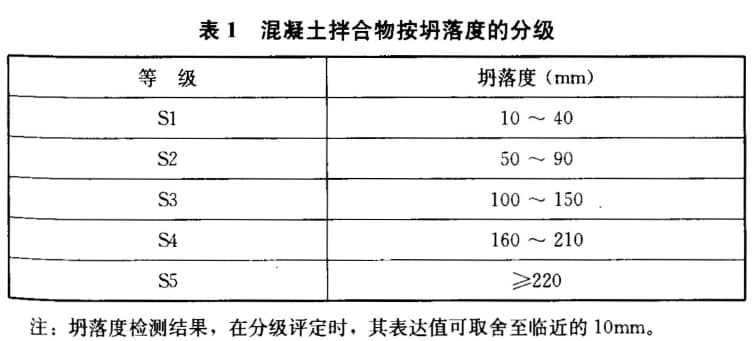 表 1 混凝土拌合物按坍落度的分级
等 级 坍落度（mm）
S1 10 ～ 40
S2 50 ～ 90
S3 100 ～ 150
S4 160 ～ 210
S5 ≥220
注：坍落度检测结果，在分级评定时，其表达值可取舍至临近的 10mm。